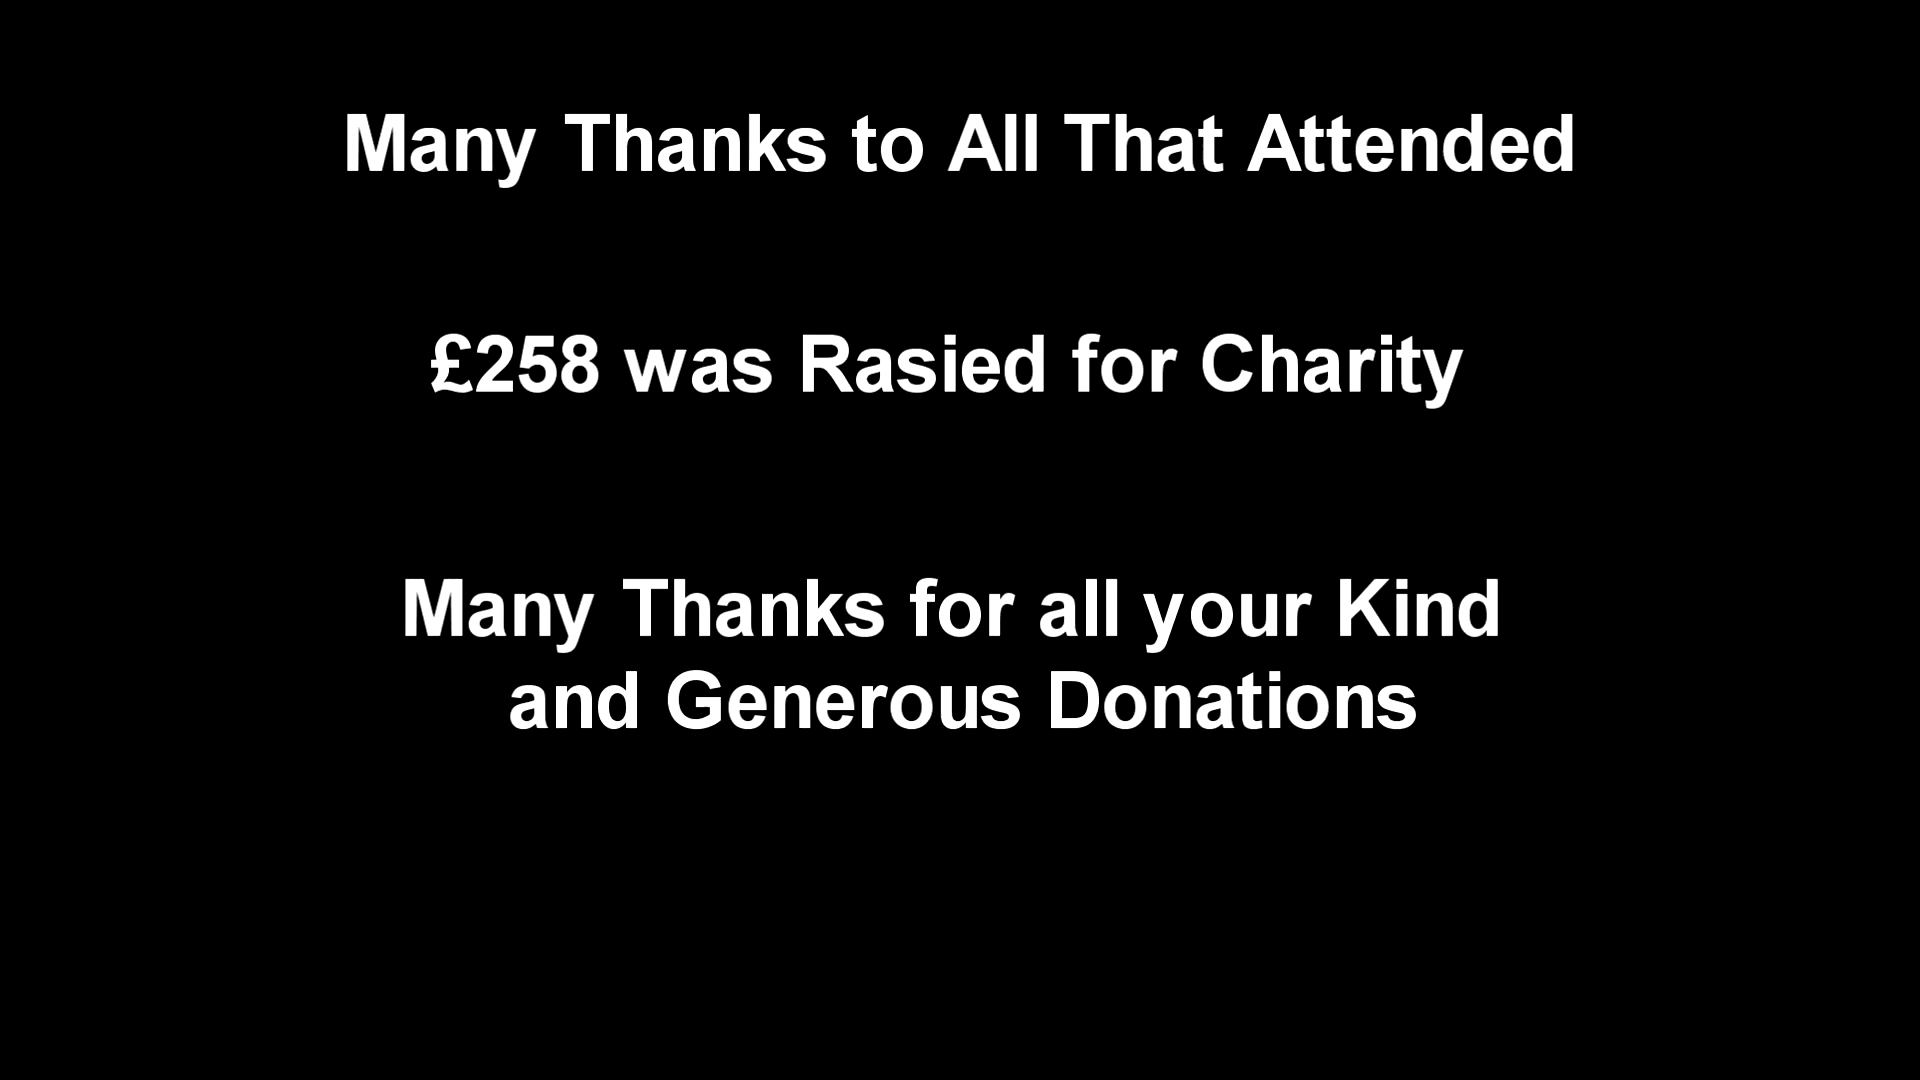 Many Thanks to All That Attended
£258 was Rasied for Charity
Many Thanks for all your Kind
and Generous Donations